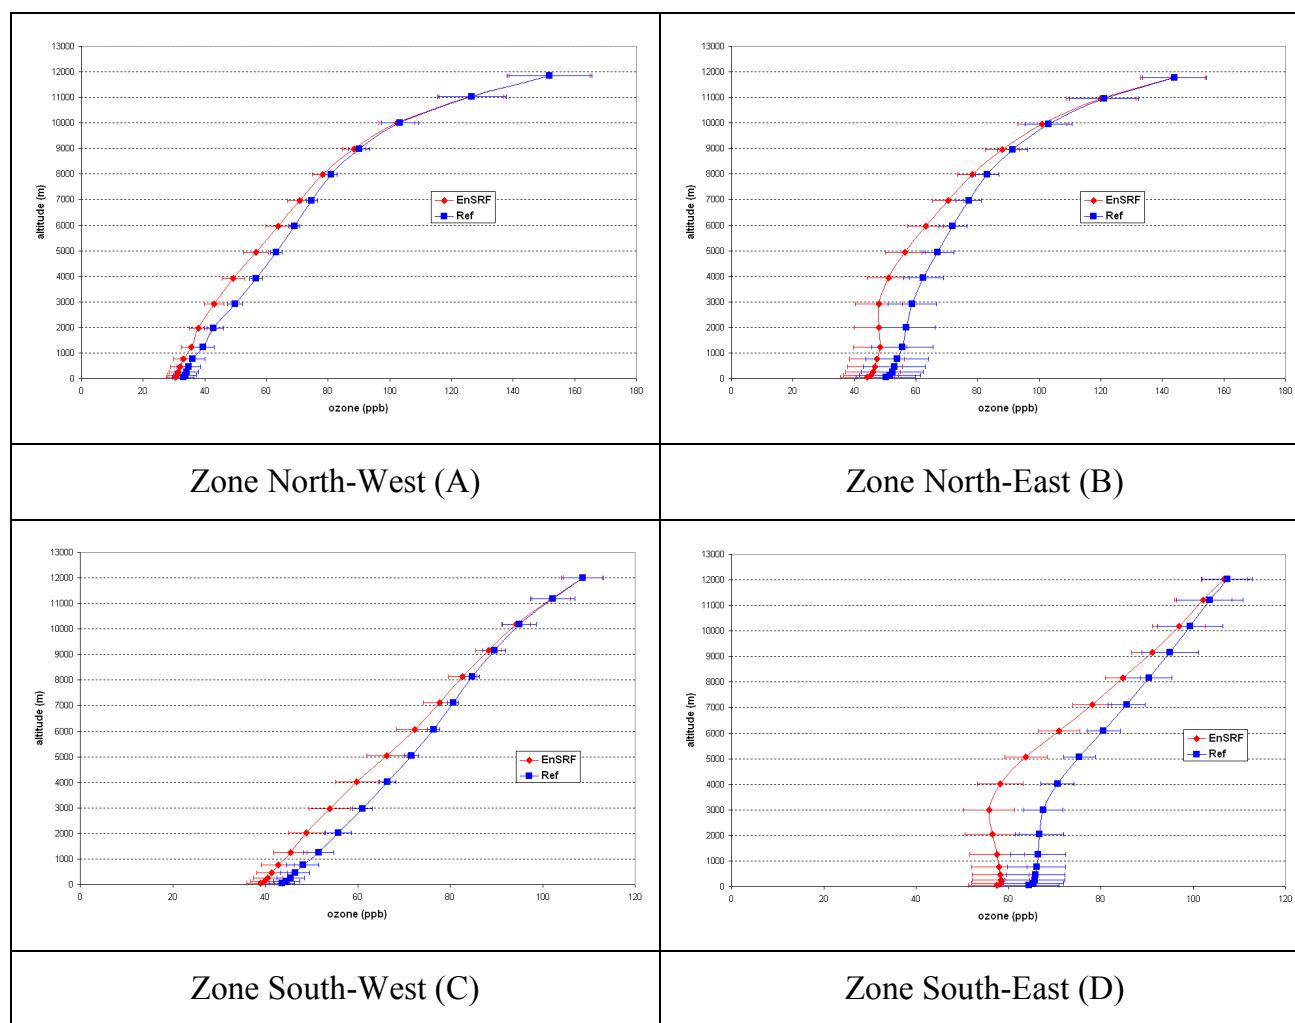 13000
12000
11000
10000
9000
8000
7000
6000
5000
4000
3000
2000
1000
0
altitude (m)
0 20 40 60 80 100 120 140 160 180
ozone (ppb)
EnSRF
Ref
13000
12000
11000
10000
9000
8000
7000
6000
5000
4000
3000
2000
1000
0
altitude (m)
0 20 40 60 80 100 120 140 160 180
ozone (ppb)
EnSRF
Ref
Zone North-West (A)
Zone North-East (B)
13000
12000
11000
10000
9000
8000
7000
6000
5000
4000
3000
2000
1000
0
altitude (m)
0 20 40 60 80 100 120
ozone (ppb)
EnSRF
Ref
13000
12000
11000
10000
9000
8000
7000
6000
5000
4000
3000
2000
1000
0
altitude (m)
0 20 40 60 80 100 120
ozone (ppb)
EnSRF
Ref
Zone South-West (C)
Zone South-East (D)